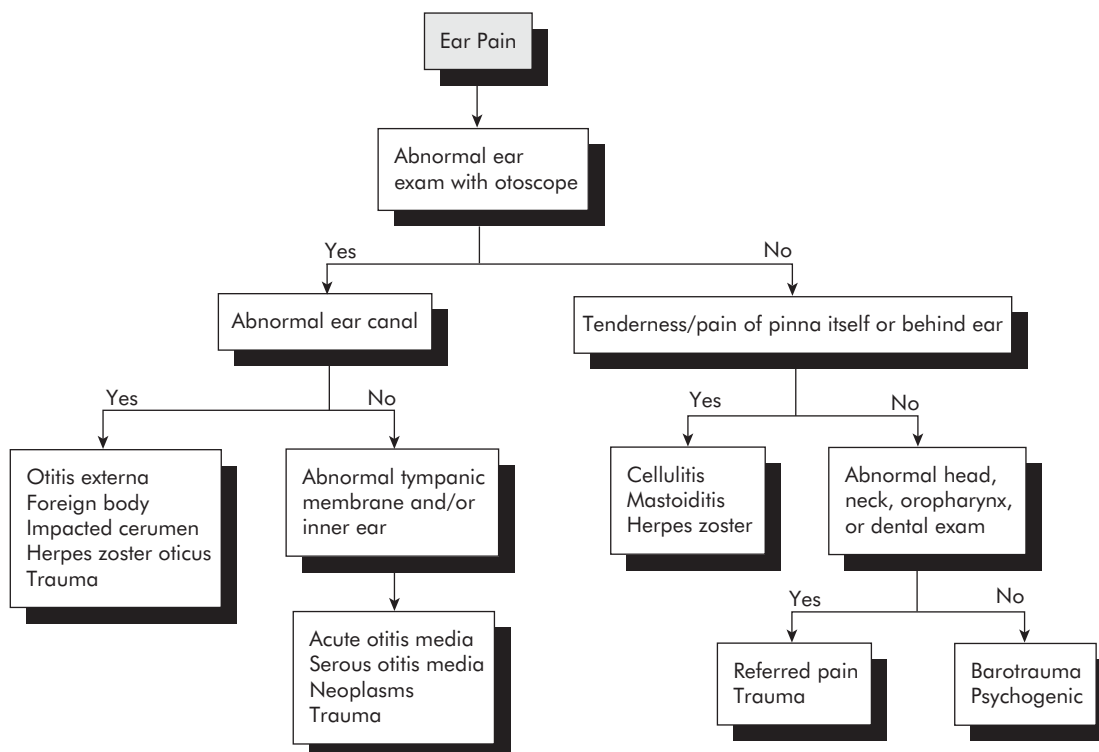 Ear Pain
Abnormal ear
exam with otoscope
Yes
No
Abnormal ear canal
Tenderness/pain of pinna itself or behind ear
Yes
No
Yes
No
Otitis externa
Foreign body
Impacted cerumen
Herpes zoster oticus
Trauma
Abnormal tympanic
membrane and/or
inner ear
Cellulitis
Mastoiditis
Herpes zoster
Abnormal head,
neck, oropharynx,
or dental exam
Yes
No
Acute otitis media
Serous otitis media
Neoplasms
Trauma
Referred pain
Trauma
Barotrauma
Psychogenic